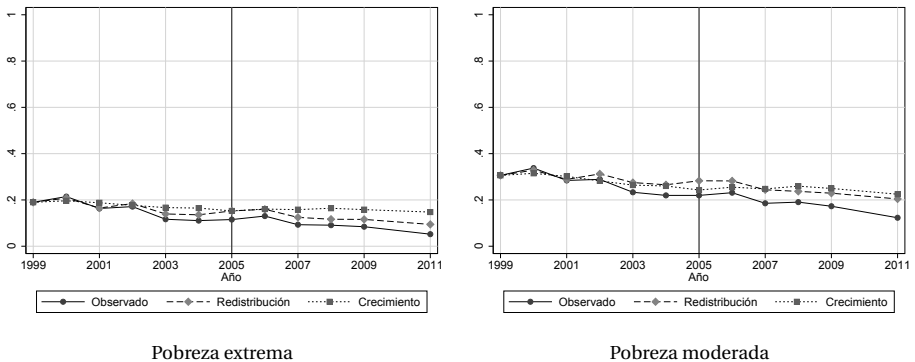 1
.8
.6
.4
.2
0
1999 2001 2003 2005 2007 2009 2011
Año
Observado Redistribución Crecimiento
Pobreza extrema
1
.8
.6
.4
.2
0
1999 2001 2003 2005 2007 2009 2011
Año
Observado Redistribución Crecimiento
Pobreza moderada